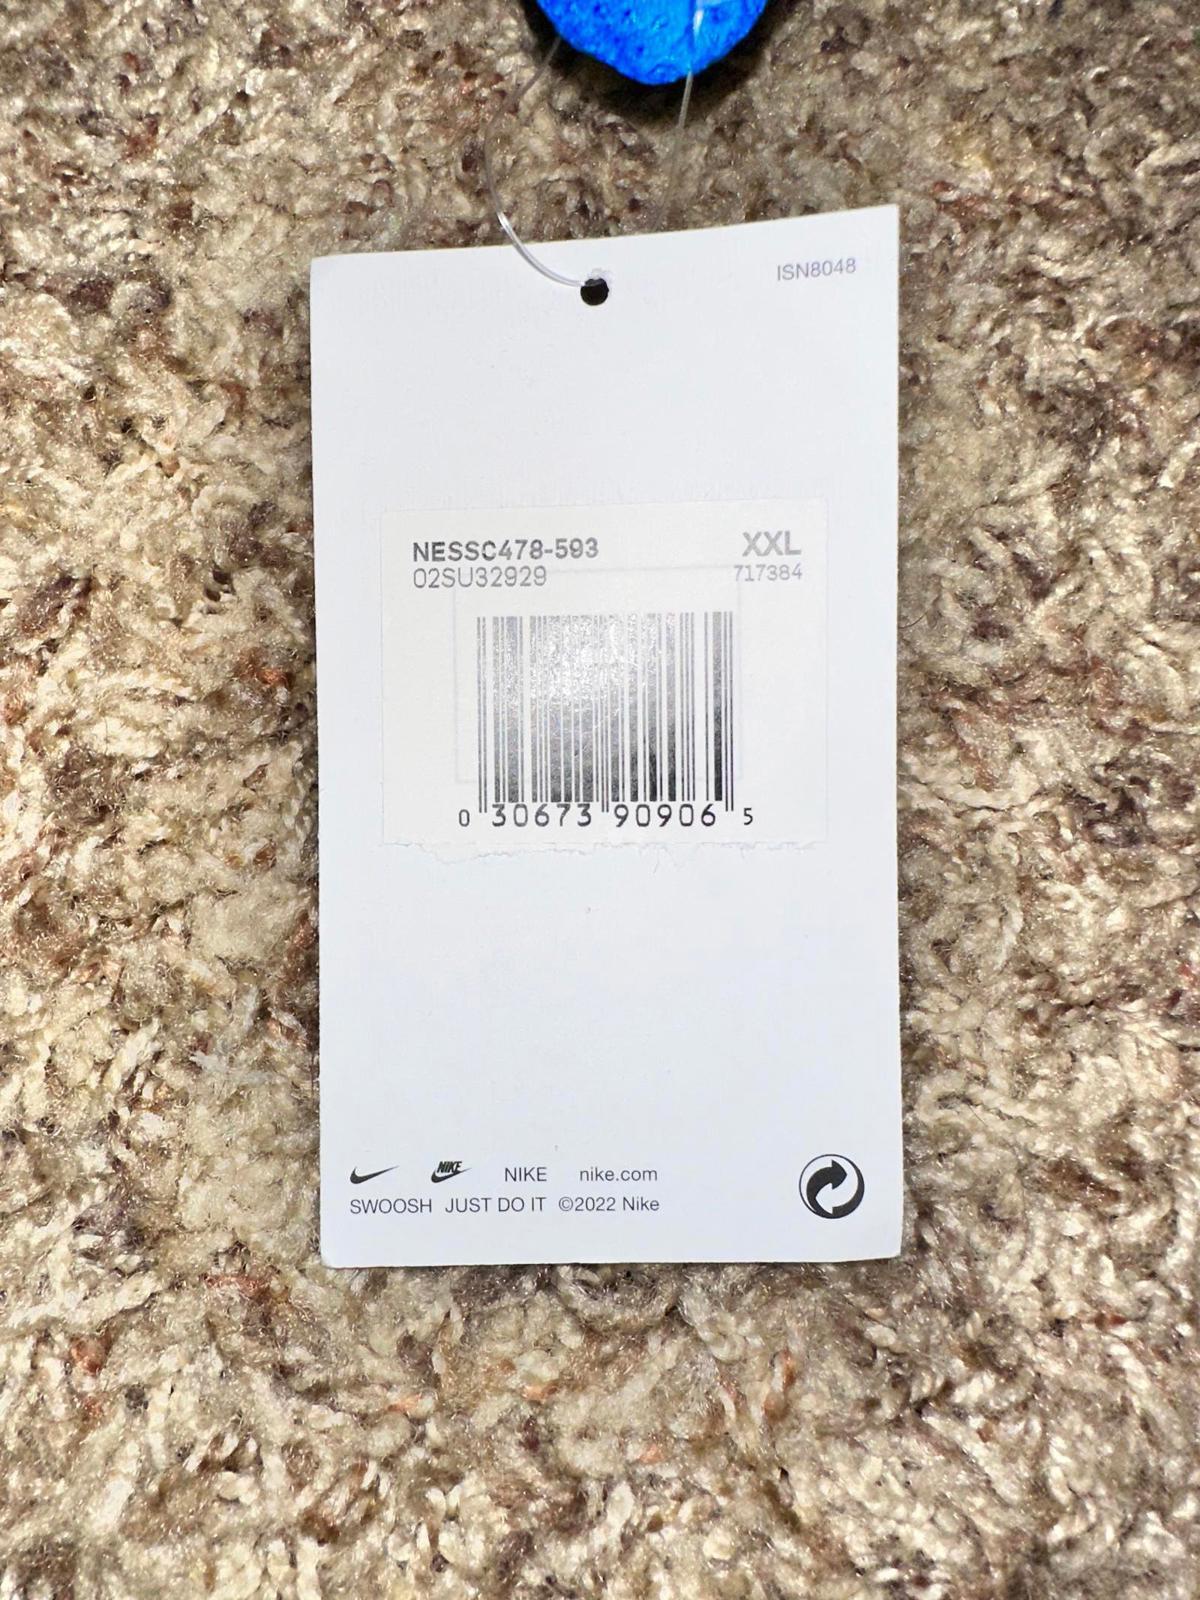 ISN8048
NESSC478-593 XXL
02SU32929 717384
0 30673 90906 5
NIKE NIKE nike.com
SWOOSH JUST DO IT ©2022 Nike